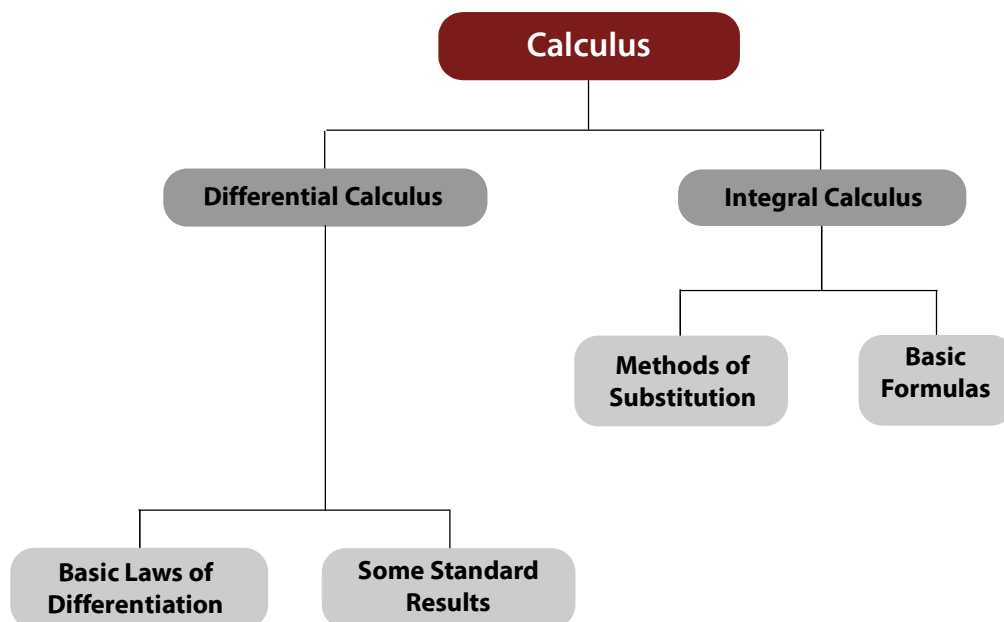 Calculus
Differential Calculus
Integral Calculus
Methods of
Substitution
Basic
Formulas
Basic Laws of
Differentiation
Some Standard
Results